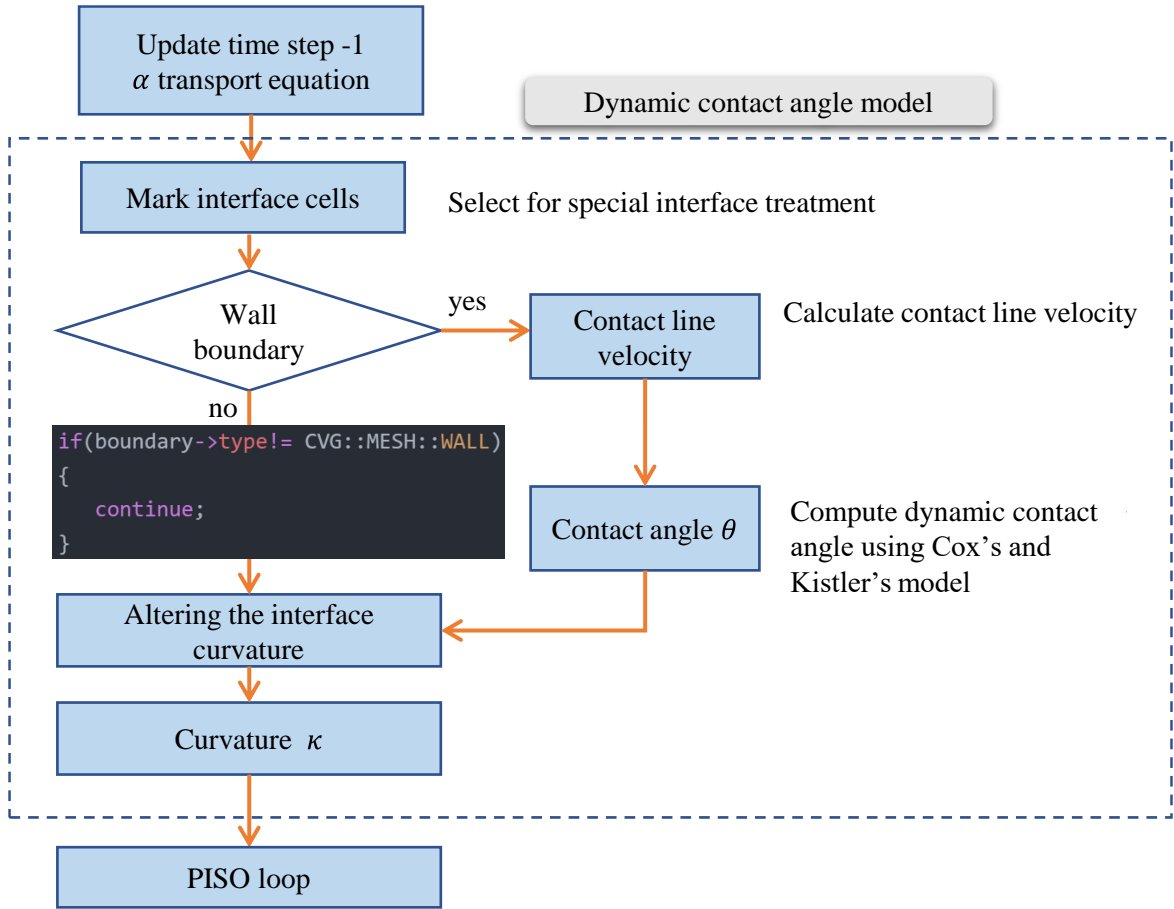 Update time step -1
α transport equation
Dynamic contact angle model
Mark interface cells
Select for special interface treatment
Wall
boundary
yes
Contact line
velocity
Calculate contact line velocity
no
if(boundary->type!= CVG::MESH::WALL)
{
continue;
}
Contact angle θ
Compute dynamic contact
angle using Cox’s and
Kistler’s model
Altering the interface
curvature
Curvature κ
PISO loop